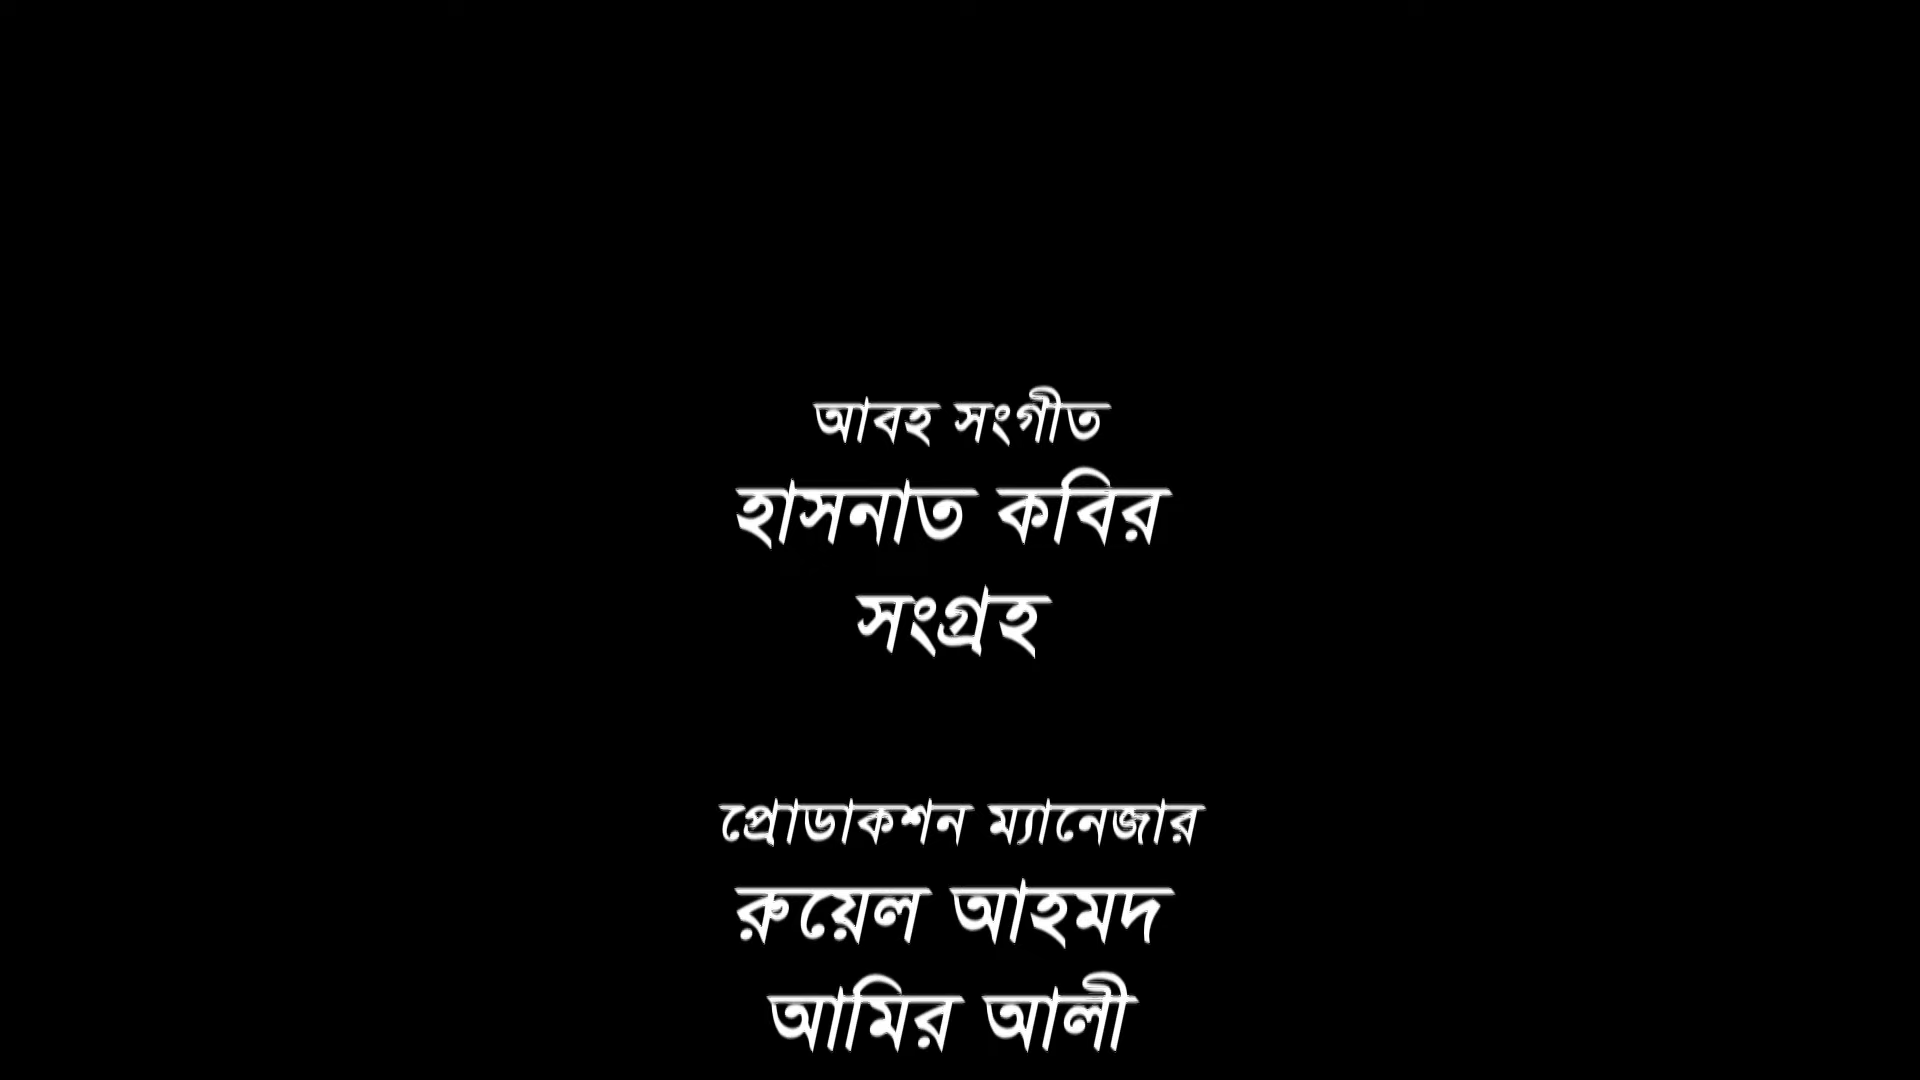 আবহ সংগীত
হাসনাত কবির
সংগ্রহ
প্রোডাকশন ম্যানেজার
রুয়েল আহমদ
আমির আলী